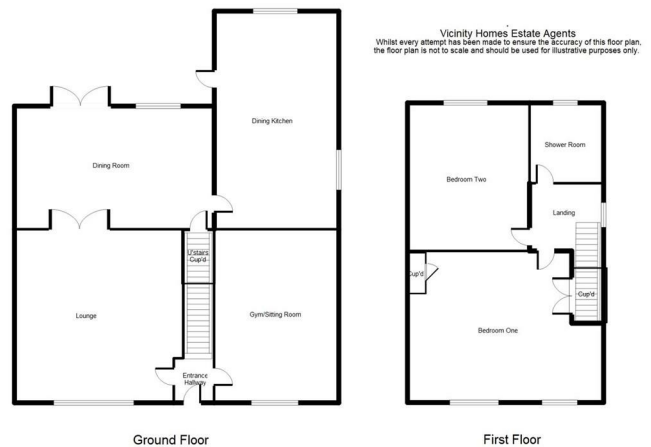 Vicinity Homes Estate Agents
Whilst every attempt has been made to ensure the accuracy of this floor plan,
the floor plan is not to scale and should be used for illustrative purposes only.
Dining Kitchen
Dining Room
U'stairs
Cup'd
Lounge
Gym/Sitting Room
Entrance
Hallway
Ground Floor
Shower Room
Bedroom Two
Landing
Cup'd
Cup'd
Bedroom One
First Floor